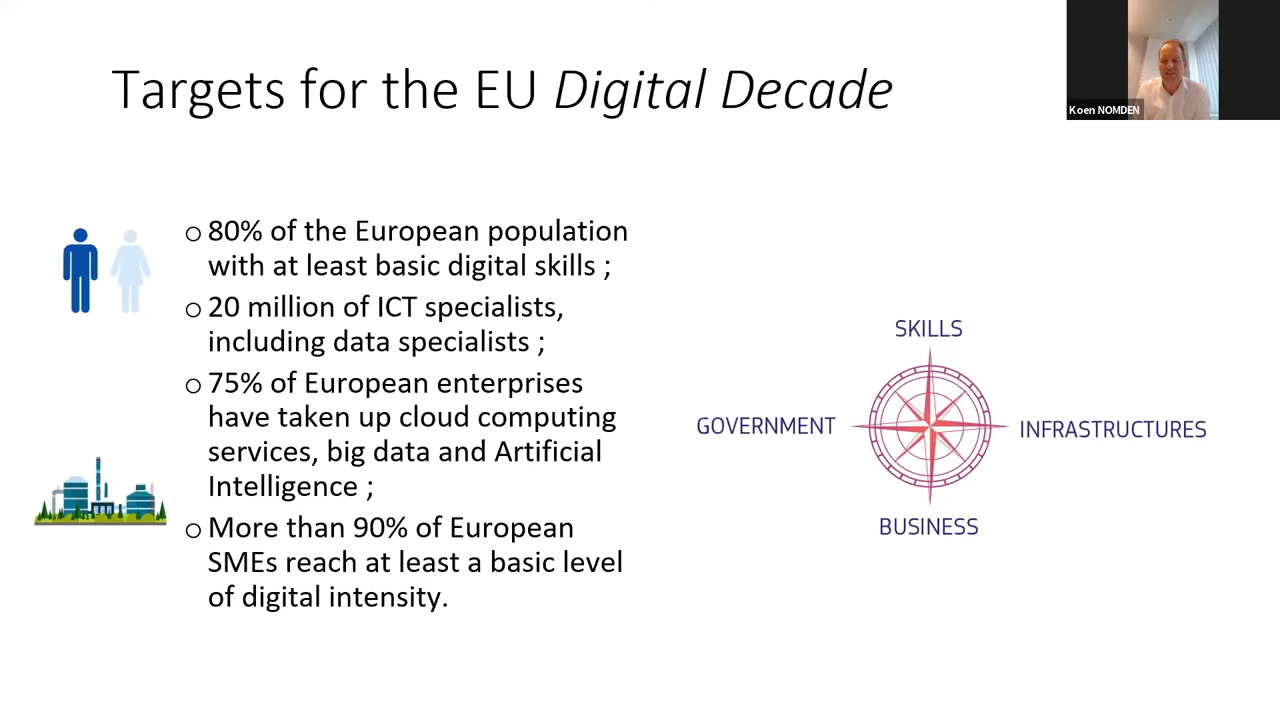 Targets for the EU Digital Decade
Koen NOMDEN
o 80% of the European population
with at least basic digital skills ;
o 20 million of ICT specialists,
including data specialists ;
o 75% of European enterprises
have taken up cloud computing
services, big data and Artificial
Intelligence ;
o More than 90% of European
SMEs reach at least a basic level
of digital intensity.
SKILLS
GOVERNMENT
INFRASTRUCTURES
BUSINESS